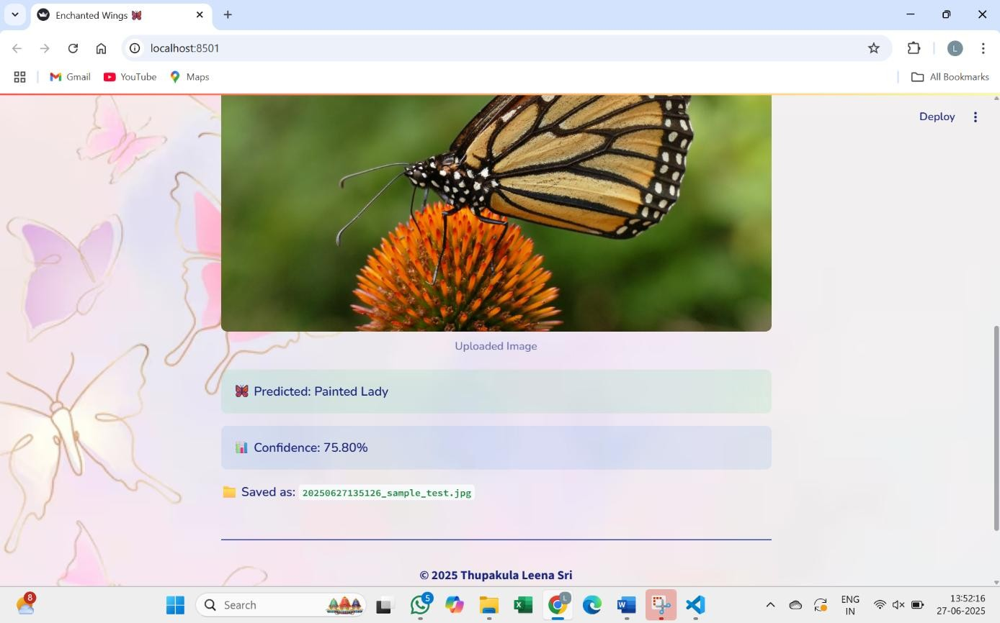 Enchanted Wings
localhost:8501
Gmail
YouTube
Maps
All Bookmarks
L
Deploy
Uploaded Image
Predicted: Painted Lady
Confidence: 75.80%
Saved as: 20250627135126_sample_test.jpg
© 2025 Thupakula Leena Sri
8
Search
5
L
ENG
IN
13:52:16
27-06-2025